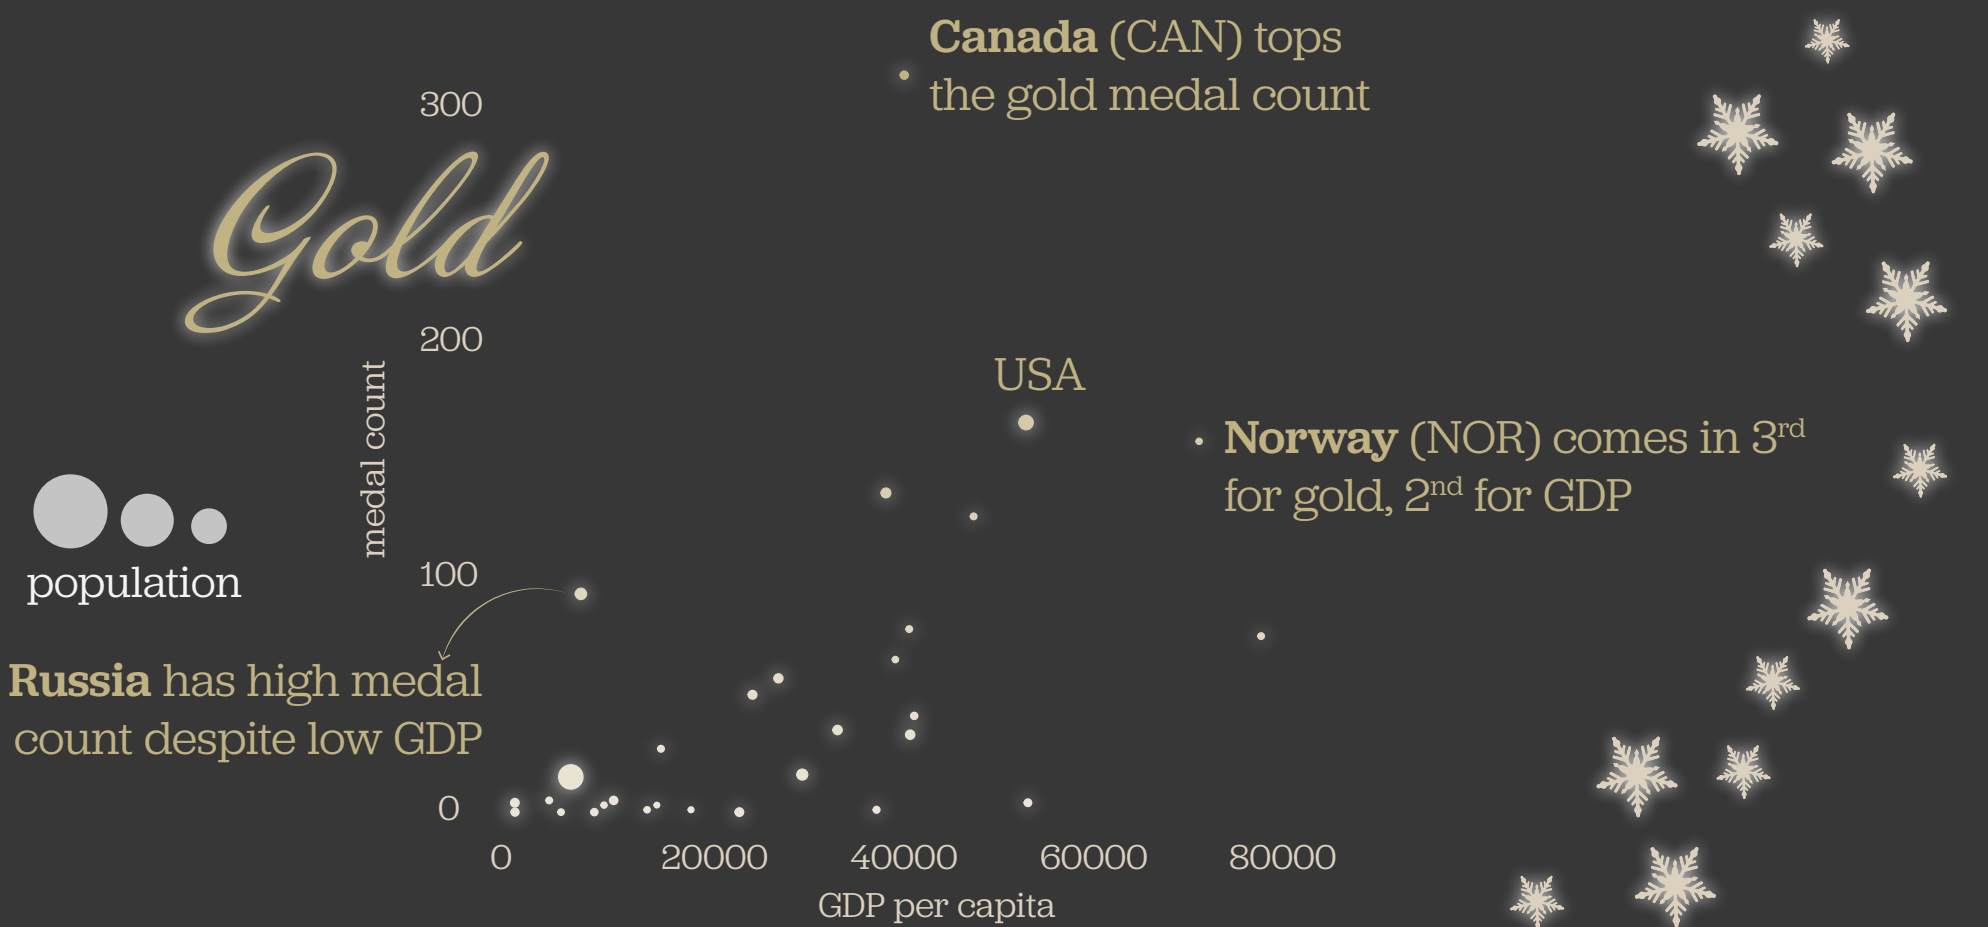 Canada (CAN) tops
the gold medal count
300
Gold
200
medal count
USA
Norway (NOR) comes in 3rd
for gold, 2nd for GDP
100
population
Russia has high medal
count despite low GDP
0
0 20000 40000 60000 80000
GDP per capita